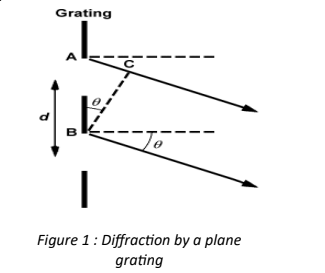 Grating
A
C
θ
d
B
θ
Figure 1 : Diffraction by a plane
grating